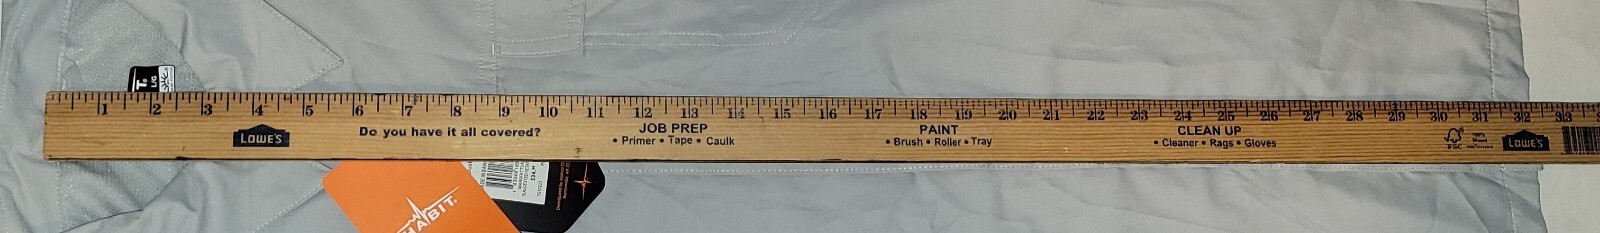 T.
L/G
1 2 3 4 5 6 7 8 9 10 11 12 13 14 15 16 17 18 19 20 21 22 23 24 25 26 27 28 29 30 31 32 33
LOWE'S
Do you have it all covered?
JOB PREP
• Primer • Tape • Caulk
PAINT
• Brush • Roller • Tray
CLEAN UP
• Cleaner • Rags • Gloves
FSC
LOWE'S
HABIT.